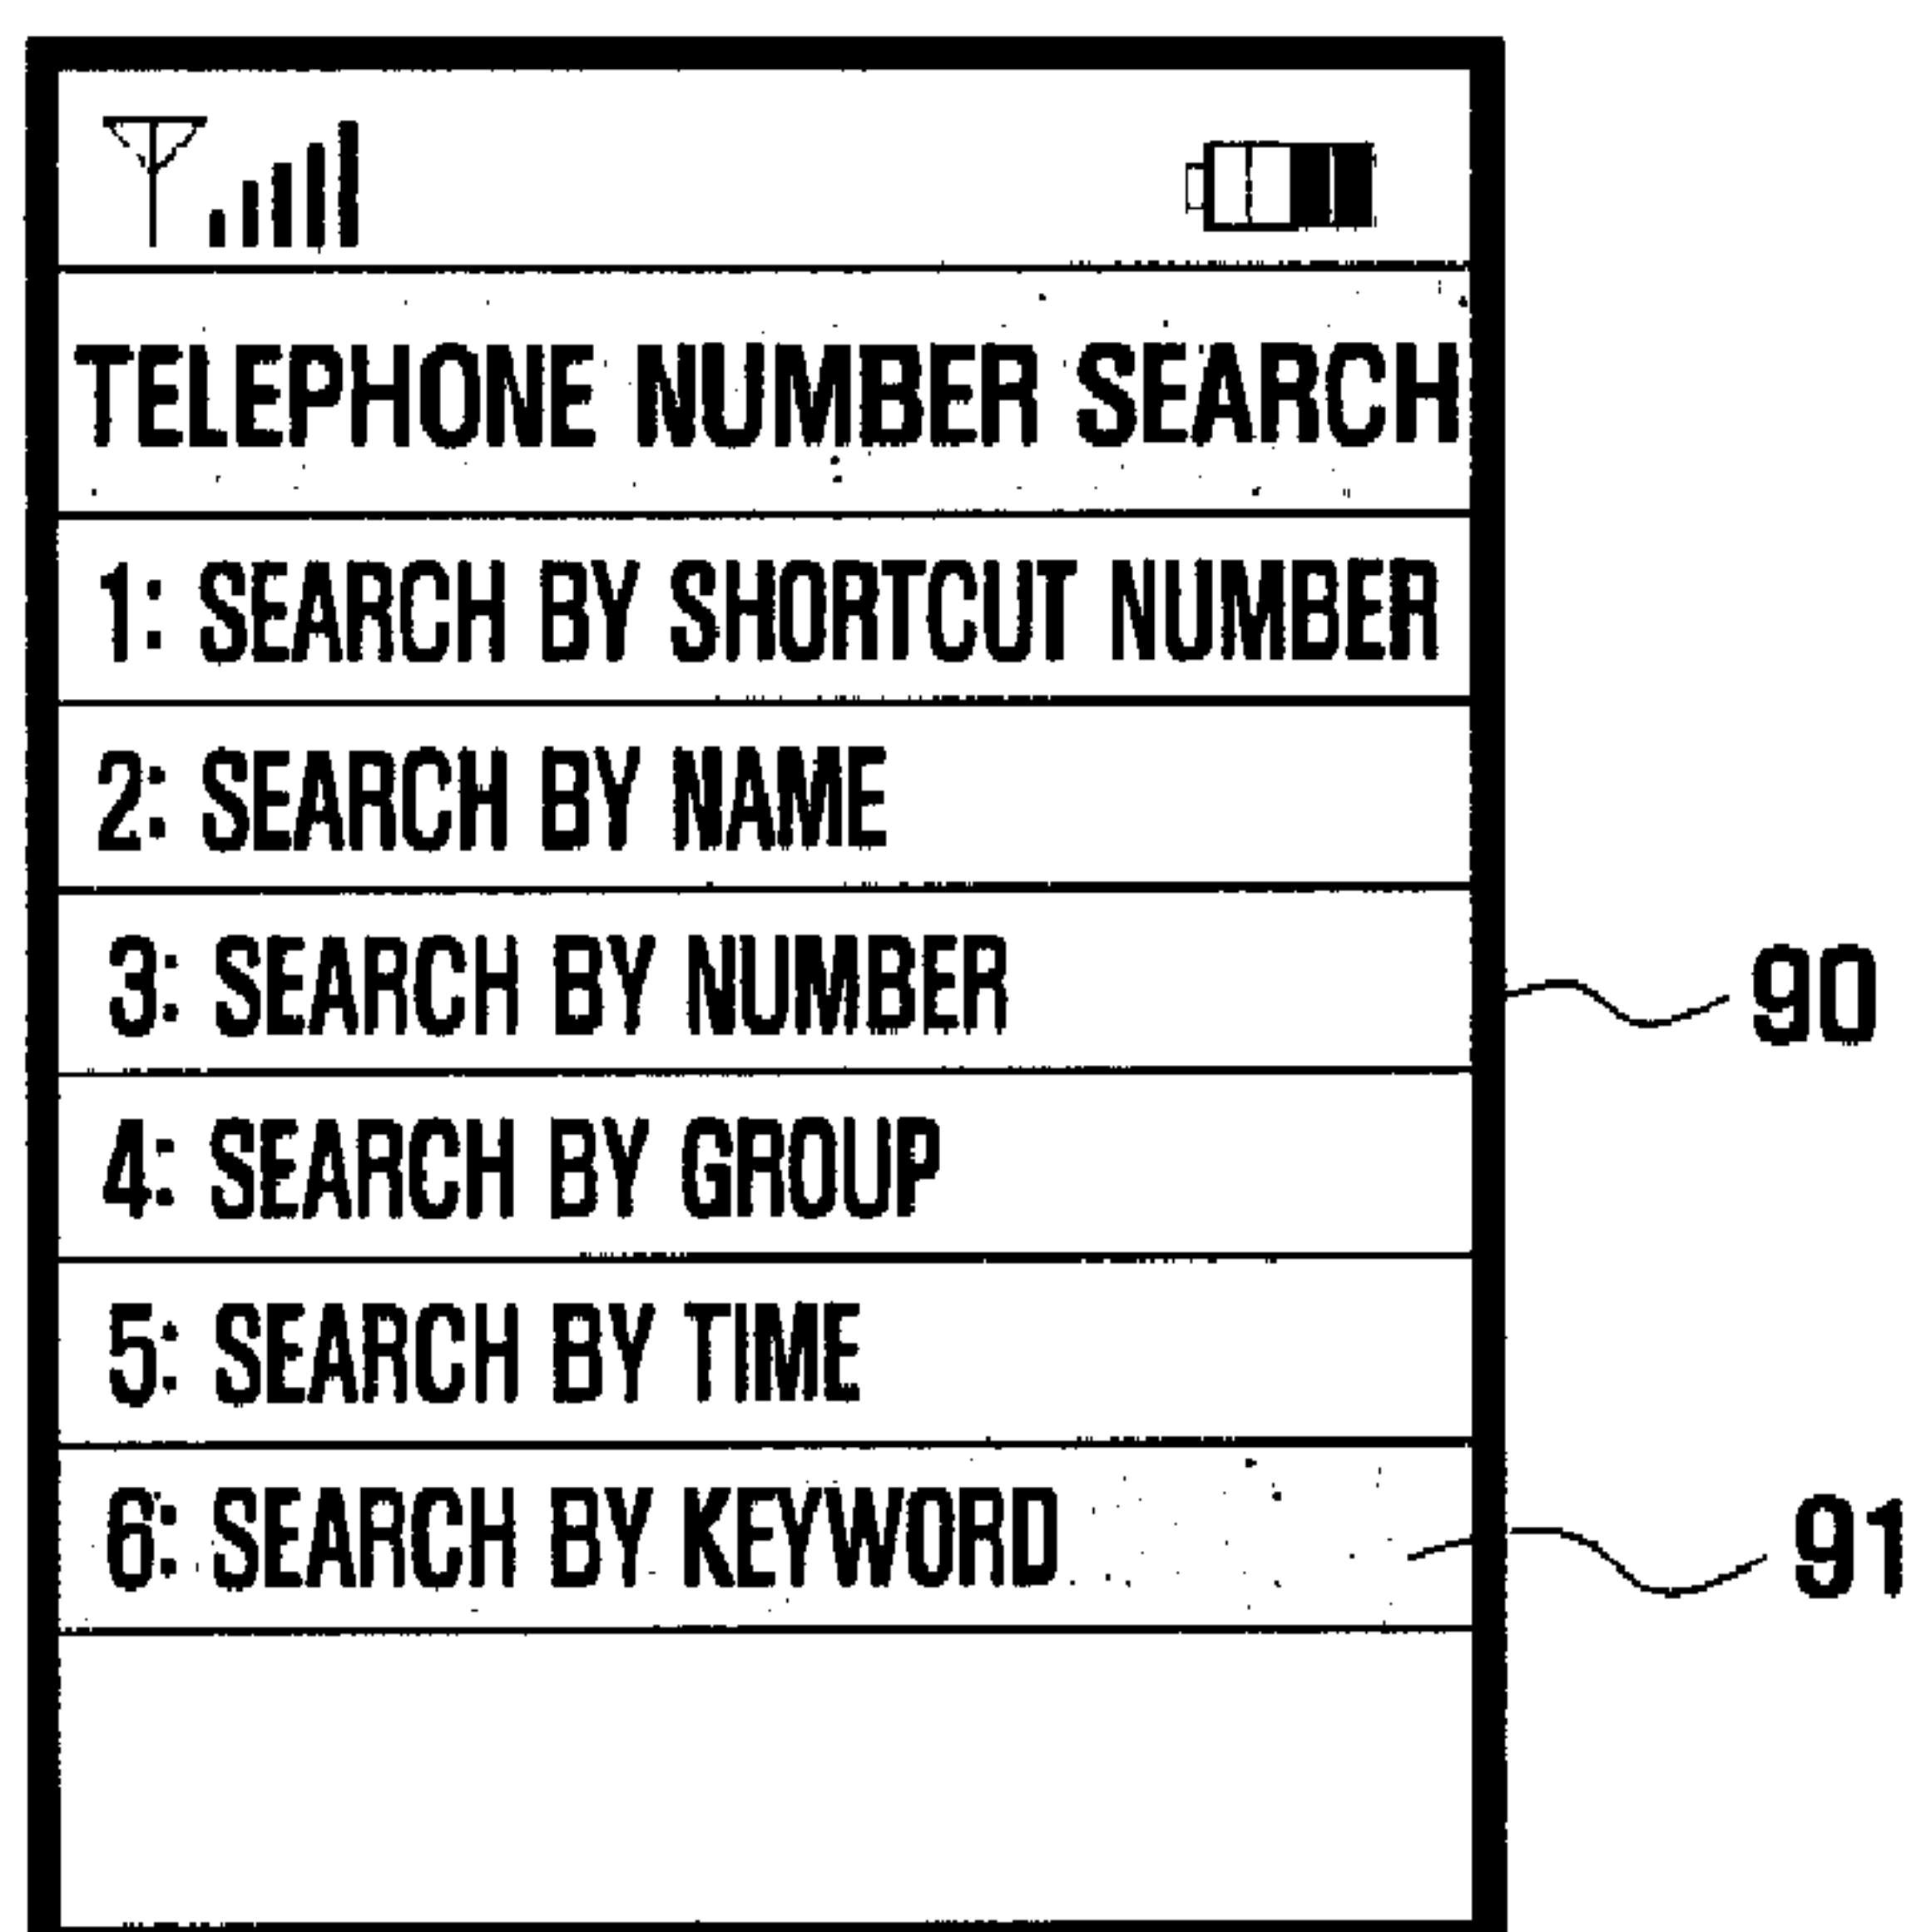 TELEPHONE NUMBER SEARCH
1: SEARCH BY SHORTCUT NUMBER
2: SEARCH BY NAME
3: SEARCH BY NUMBER
90
4: SEARCH BY GROUP
5: SEARCH BY TIME
6: SEARCH BY KEYWORD
91